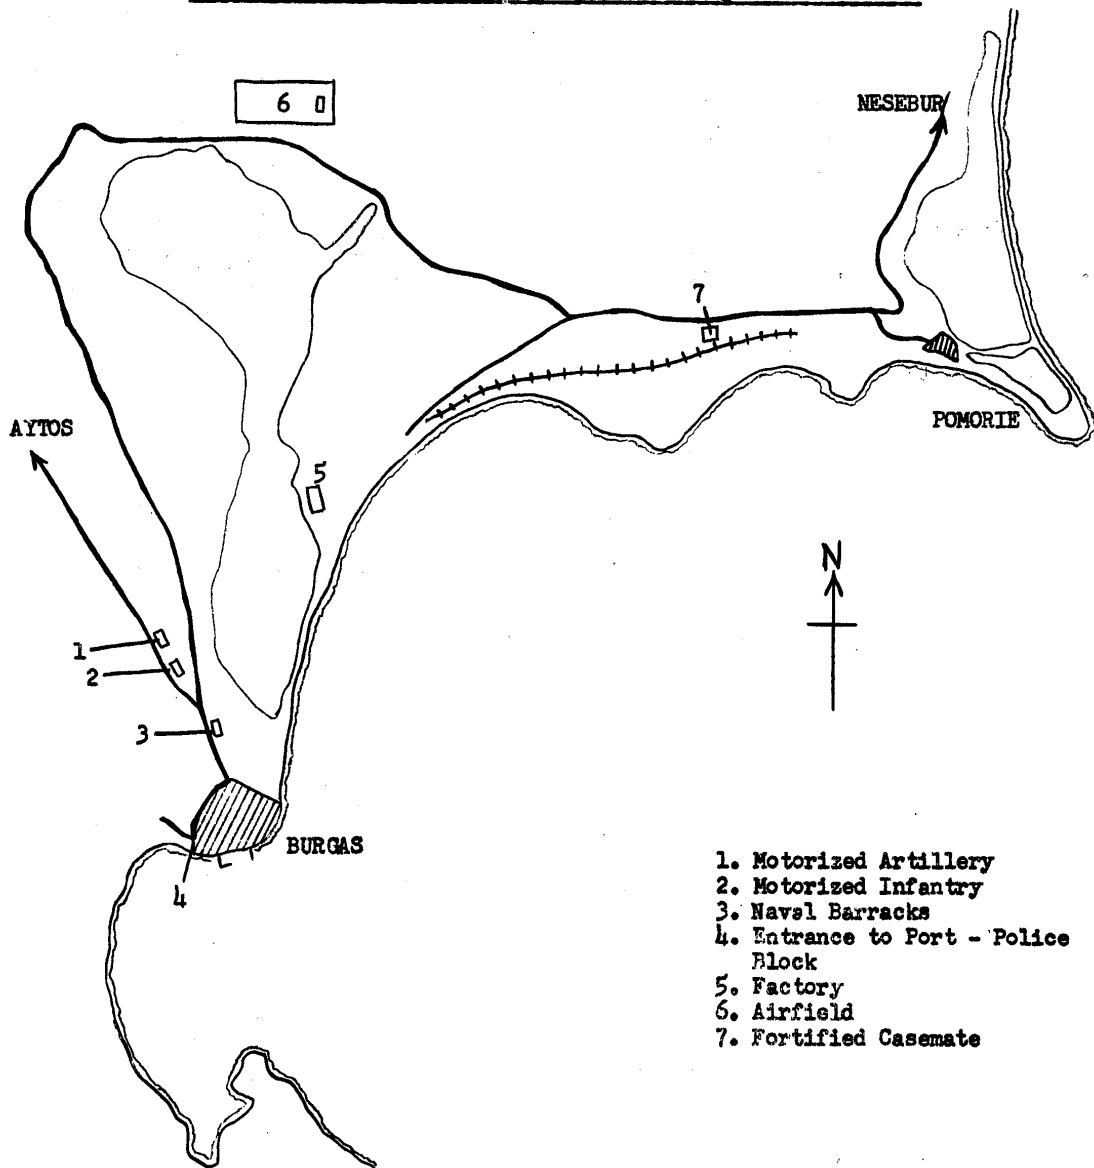 6
NESEBUR
7
AYTOS
POMORIE
5
N
1
2
3
BURGAS
4
1. Motorized Artillery
2. Motorized Infantry
3. Naval Barracks
4. Entrance to Port - Police
Block
5. Factory
6. Airfield
7. Fortified Casemate